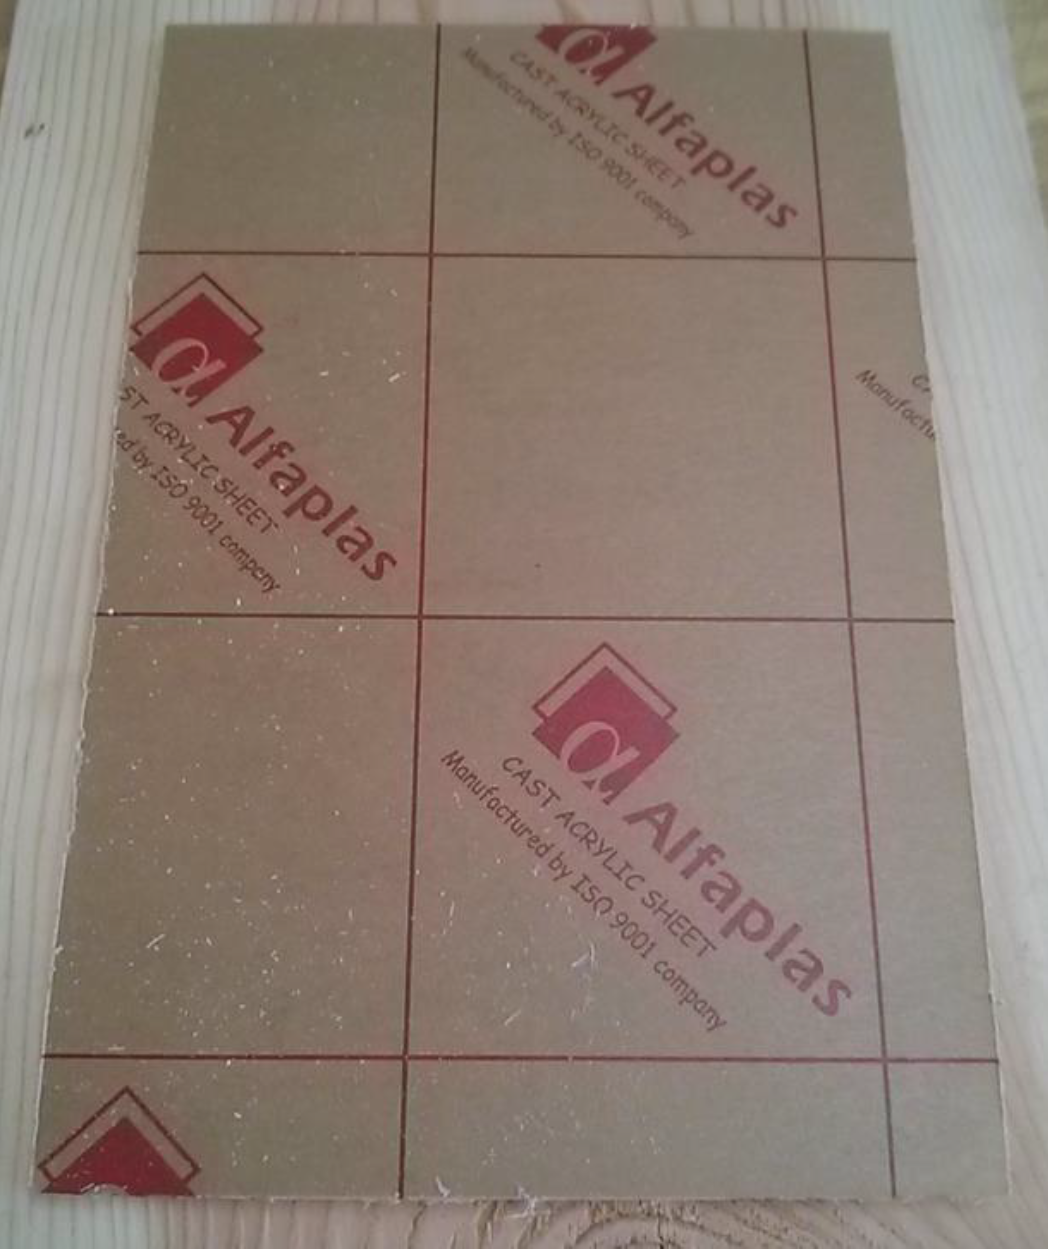 α Alfaplas
CAST ACRYLIC SHEET
Manufactured by ISO 9001 company
α Alfaplas
ST ACRYLIC SHEET
ed by ISO 9001 company
CA
Manufactu
α Alfaplas
CAST ACRYLIC SHEET
Manufactured by ISO 9001 company